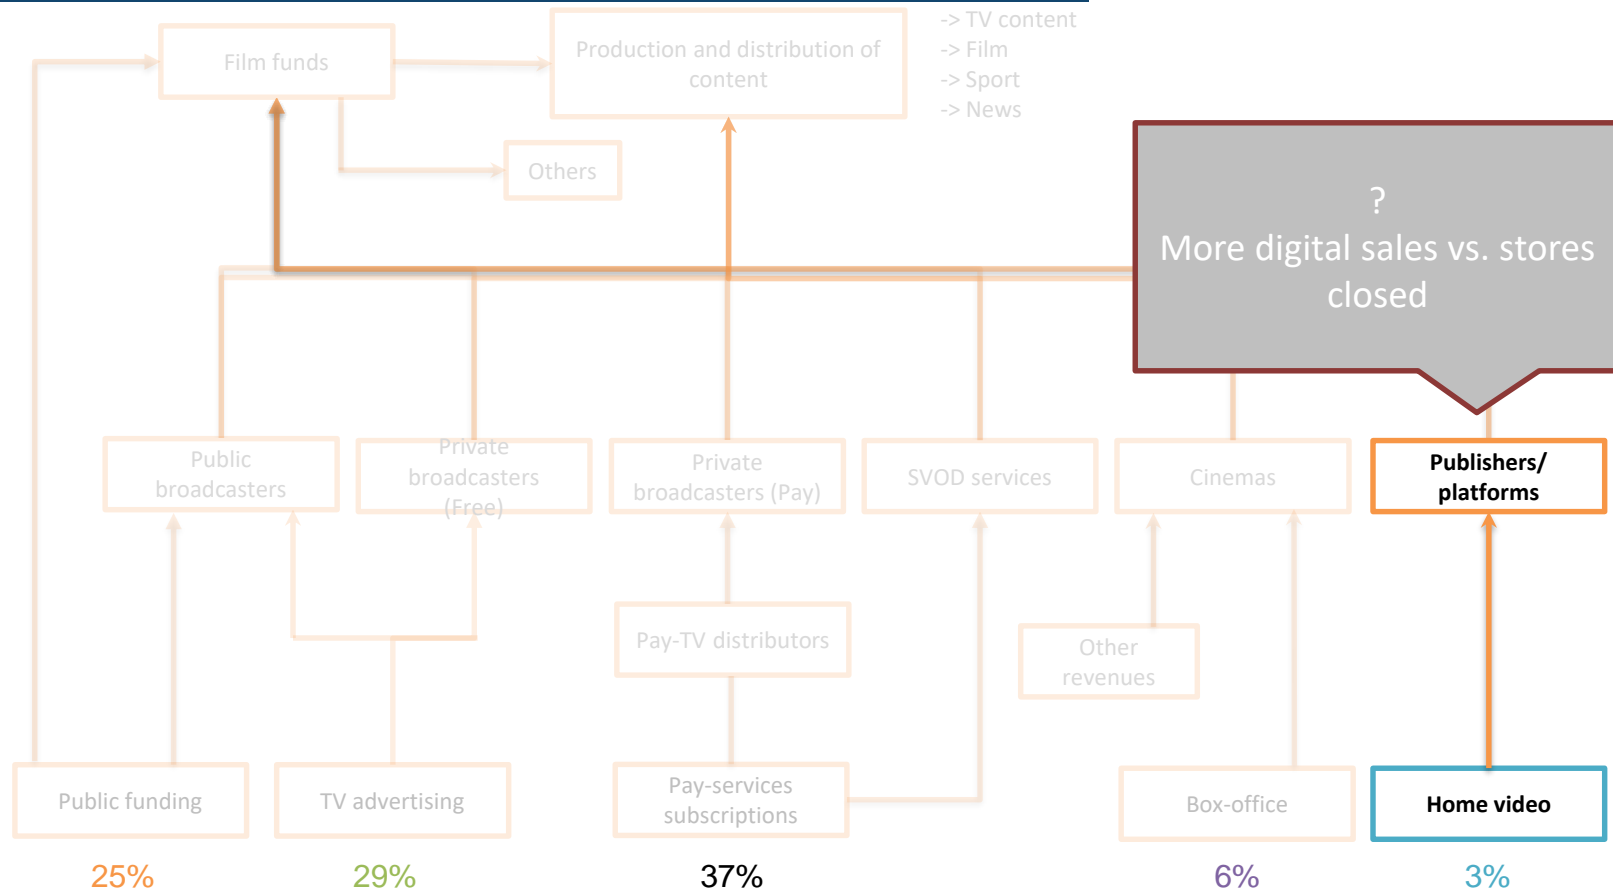 Film funds
Production and distribution of
content
-> TV content
-> Film
-> Sport
-> News
Others
?
More digital sales vs. stores
closed
Public
broadcasters
Private
broadcasters
(Free)
Private
broadcasters (Pay)
SVOD services
Cinemas
Publishers/
platforms
Pay-TV distributors
Other
revenues
Public funding
TV advertising
Pay-services
subscriptions
Box-office
Home video
25%
29%
37%
6%
3%